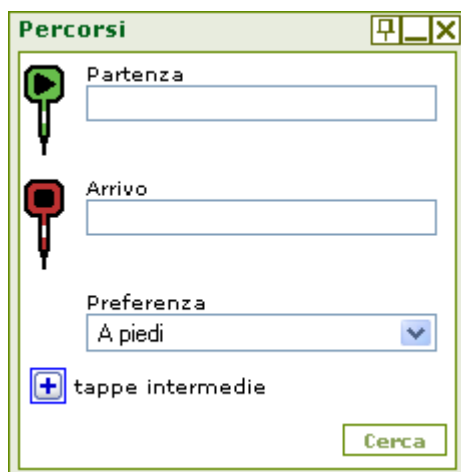 Percorsi
Partenza
Arrivo
Preferenza
A piedi
tappe intermedie
Cerca